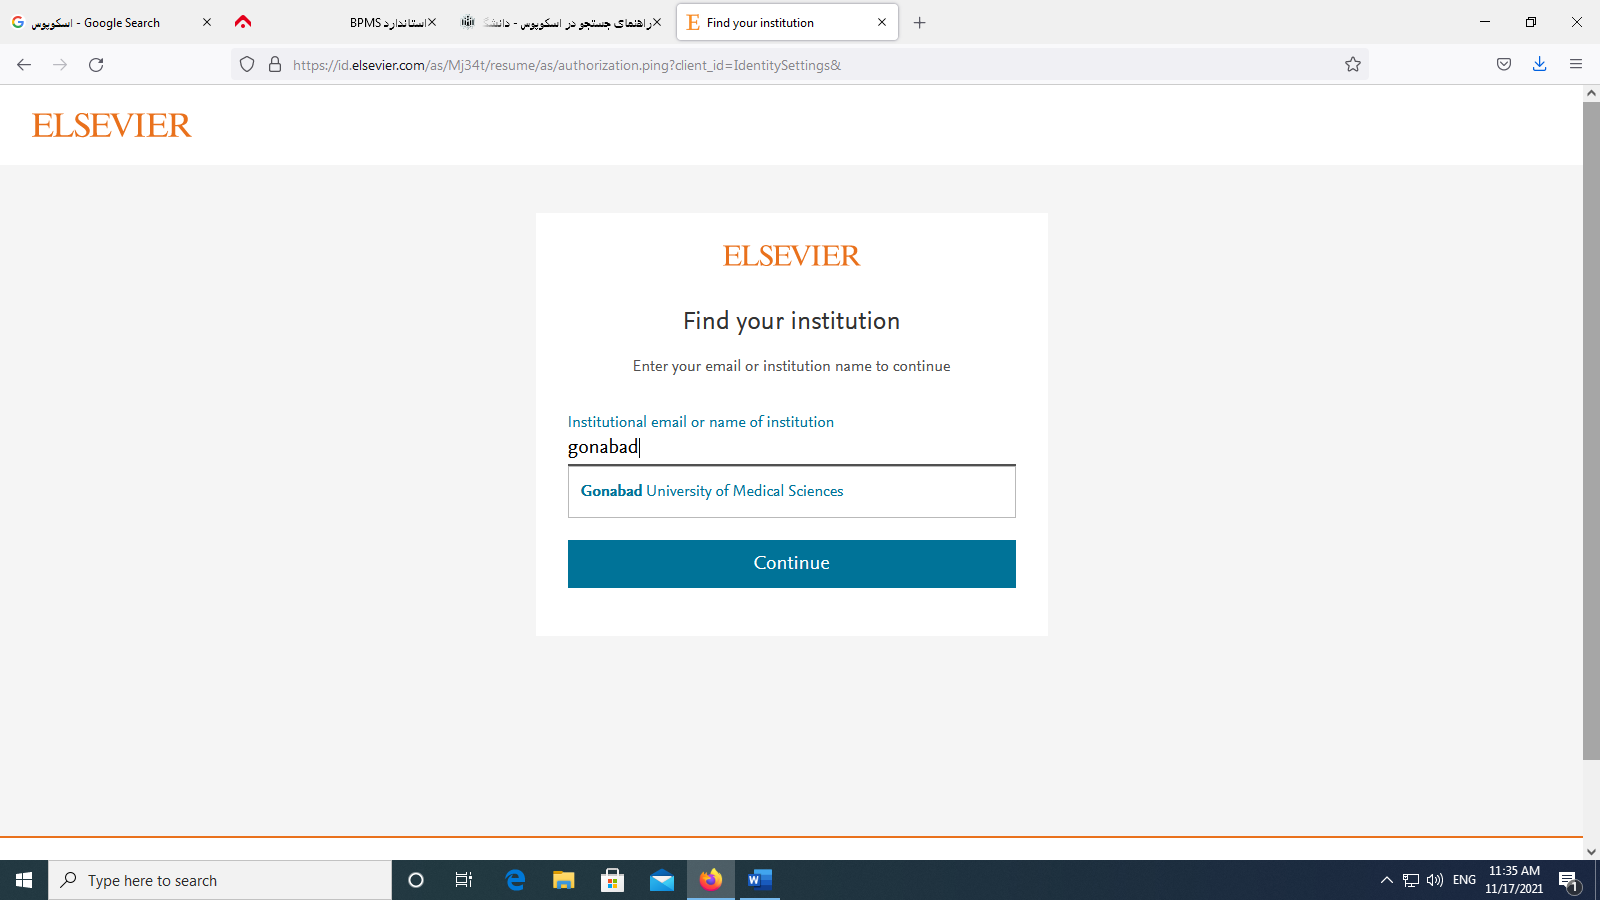 اسکوپوس - Google Search
BPMS استاندارد
راهنمای جستجو در اسکوپوس - دانشگ
Find your institution
https://id.elsevier.com/as/Mj34t/resume/as/authorization.ping?client_id=IdentitySettings&
ELSEVIER
ELSEVIER
Find your institution
Enter your email or institution name to continue
Institutional email or name of institution
gonabad
Gonabad University of Medical Sciences
Continue
Type here to search
ENG
11:35 AM
11/17/2021
1